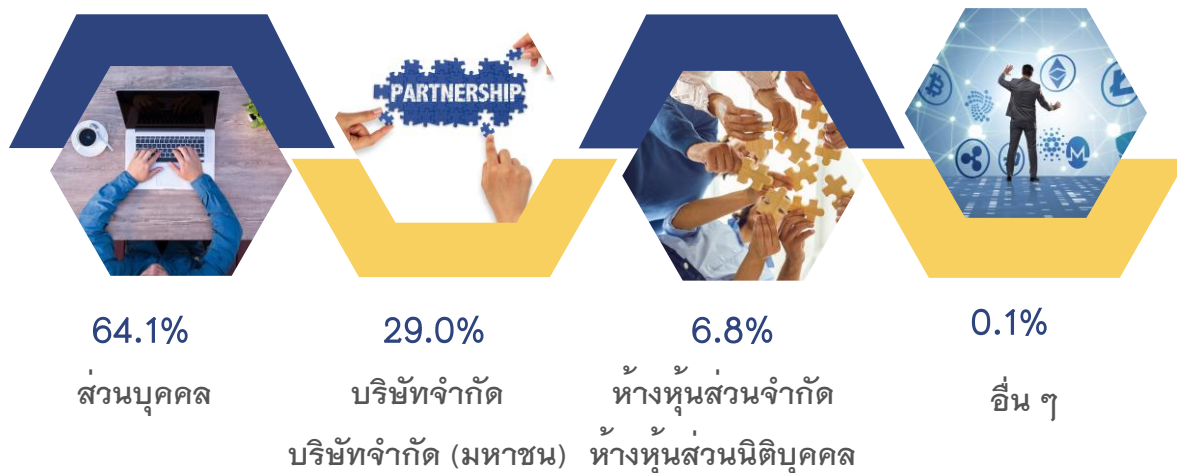 PARTNERSHIP
64.1%
29.0%
6.8%
0.1%
ส่วนบุคคล
บริษัทจำกัด
ห้างหุ้นส่วนจำกัด
อื่น ๆ
บริษัทจำกัด (มหาชน)
ห้างหุ้นส่วนนิติบุคคล